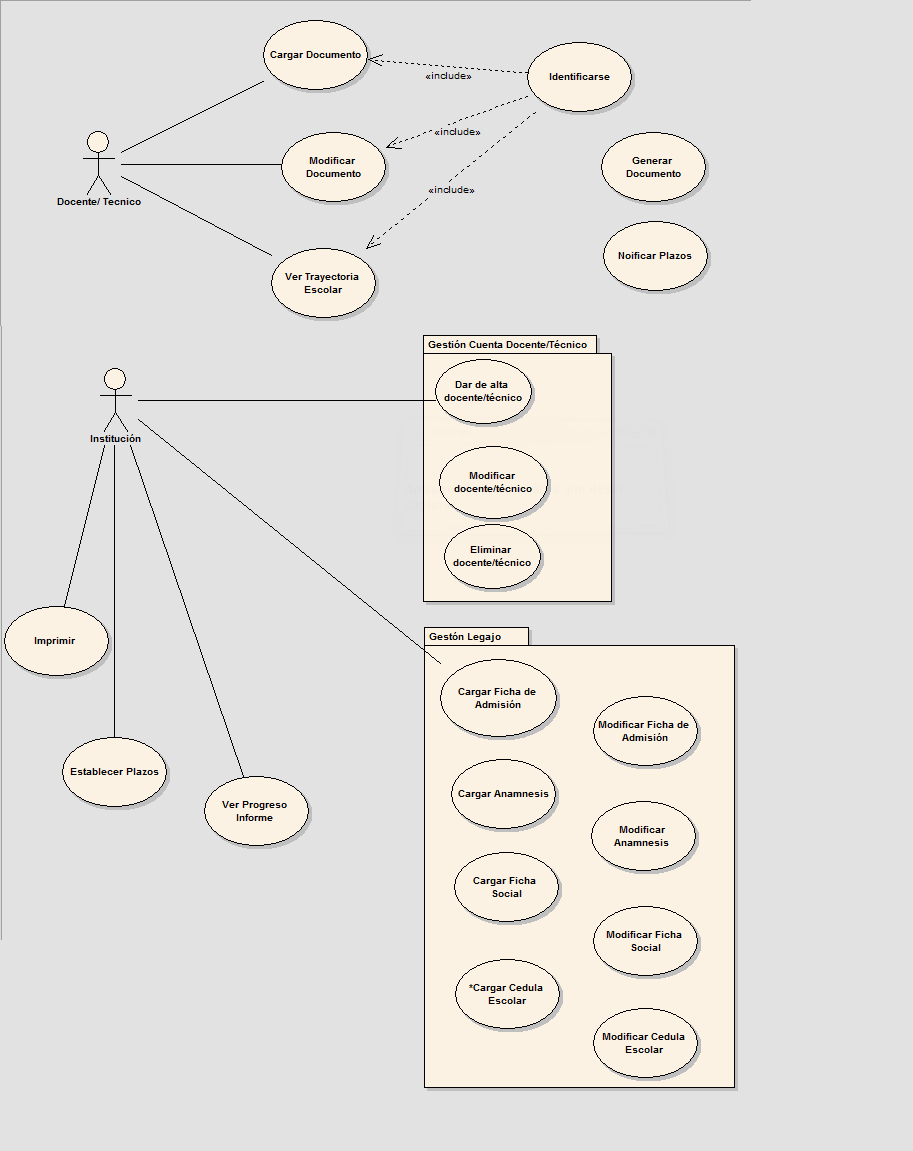 Cargar Documento
«include»
Identificarse
«include»
Modificar
Documento
Generar
Documento
«include»
Docente/ Tecnico
Noificar Plazos
Ver Trayectoria
Escolar
Gestión Cuenta Docente/Técnico
Dar de alta
docente/técnico
Institución
Modificar
docente/técnico
Eliminar
docente/técnico
Imprimir
Gestón Legajo
Cargar Ficha de
Admisión
Modificar Ficha de
Admisión
Establecer Plazos
Cargar Anamnesis
Ver Progreso
Informe
Modificar
Anamnesis
Cargar Ficha
Social
Modificar Ficha
Social
*Cargar Cedula
Escolar
Modificar Cedula
Escolar